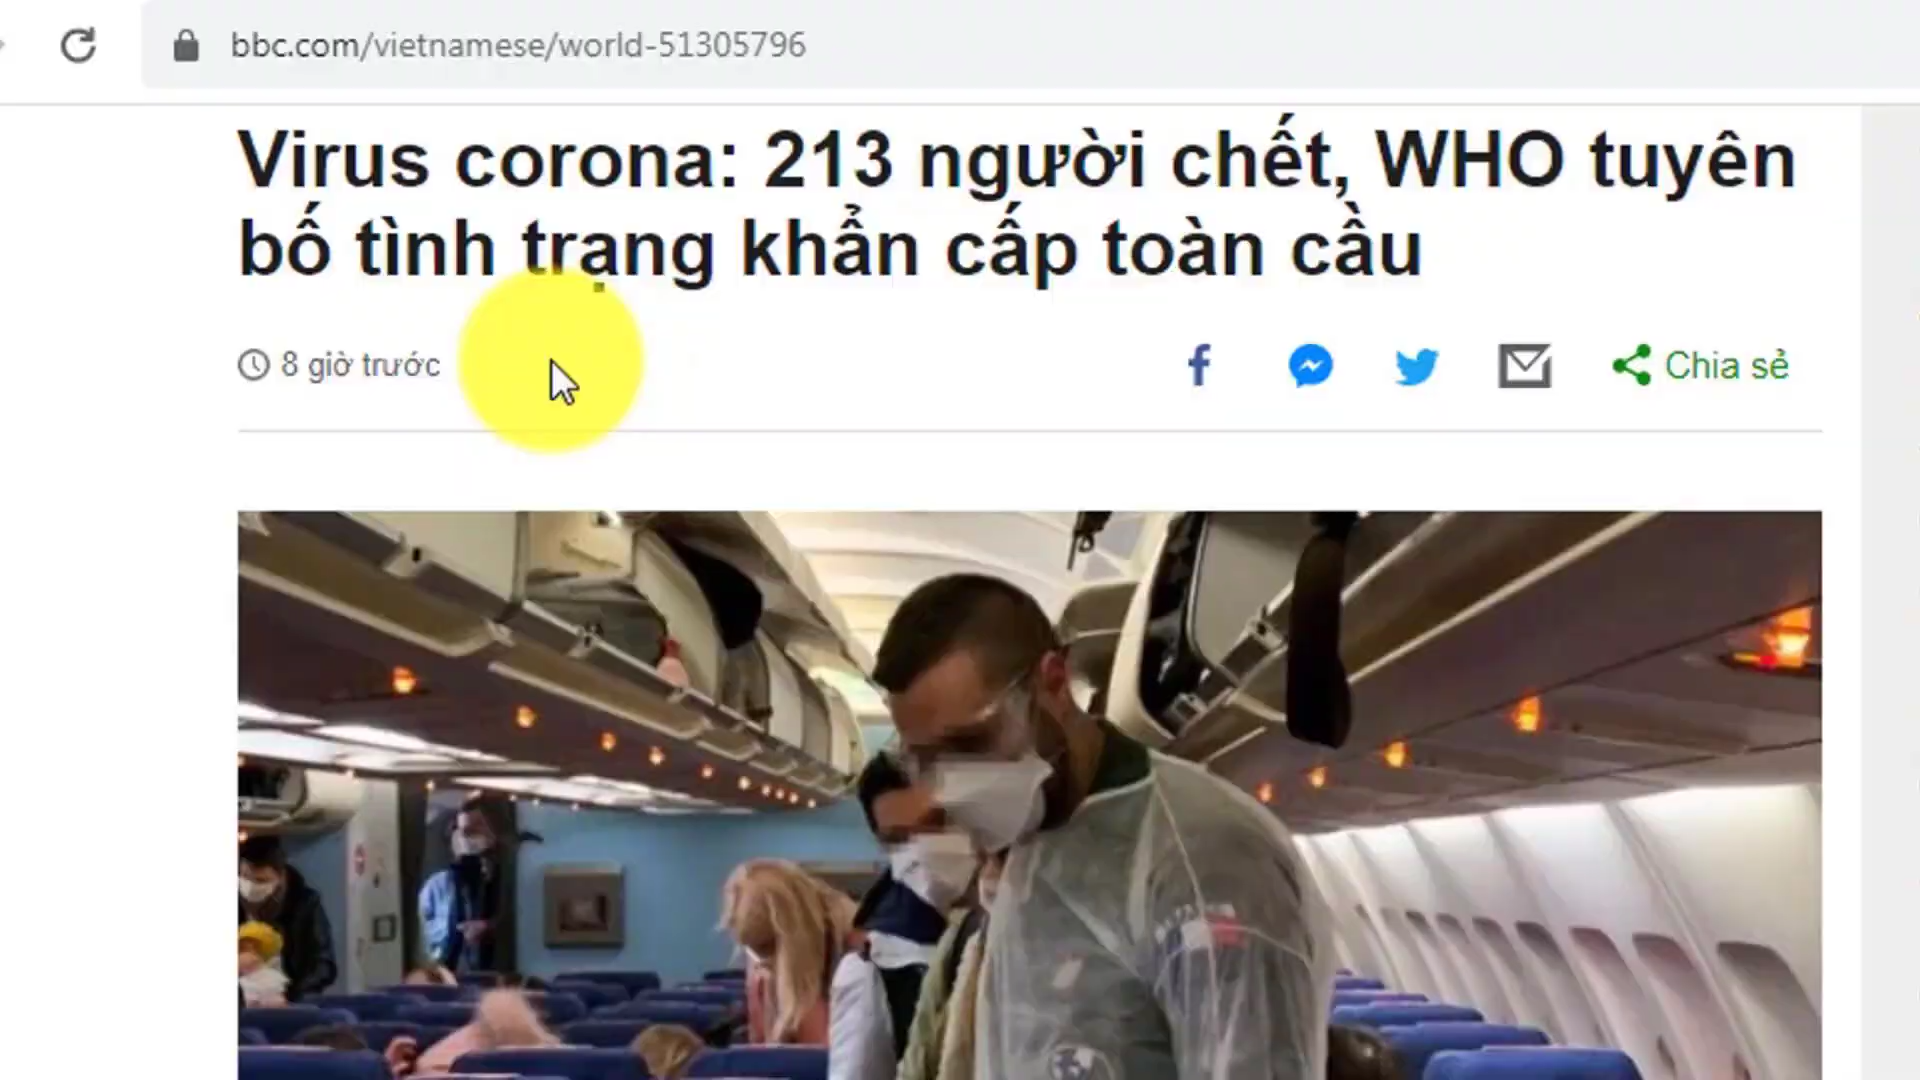 bbc.com/vietnamese/world-51305796
Virus corona: 213 người chết, WHO tuyên
bố tình trạng khẩn cấp toàn cầu
8 giờ trước
Chia sẻ